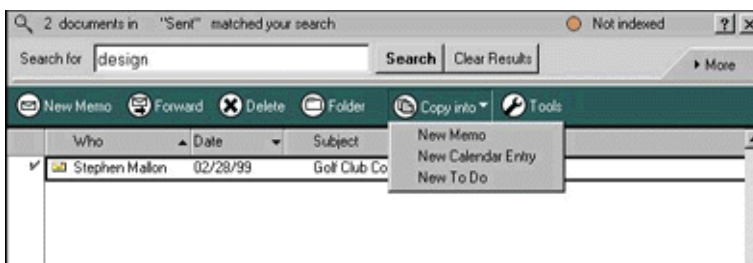 2 documents in "Sent" matched your search Not indexed ? x
Search for design Search Clear Results More
New Memo Forward Delete Folder Copy into Tools
Who Date Subject
New Memo
New Calendar Entry
New To Do
Stephen Mallon 02/28/99 Golf Club Co